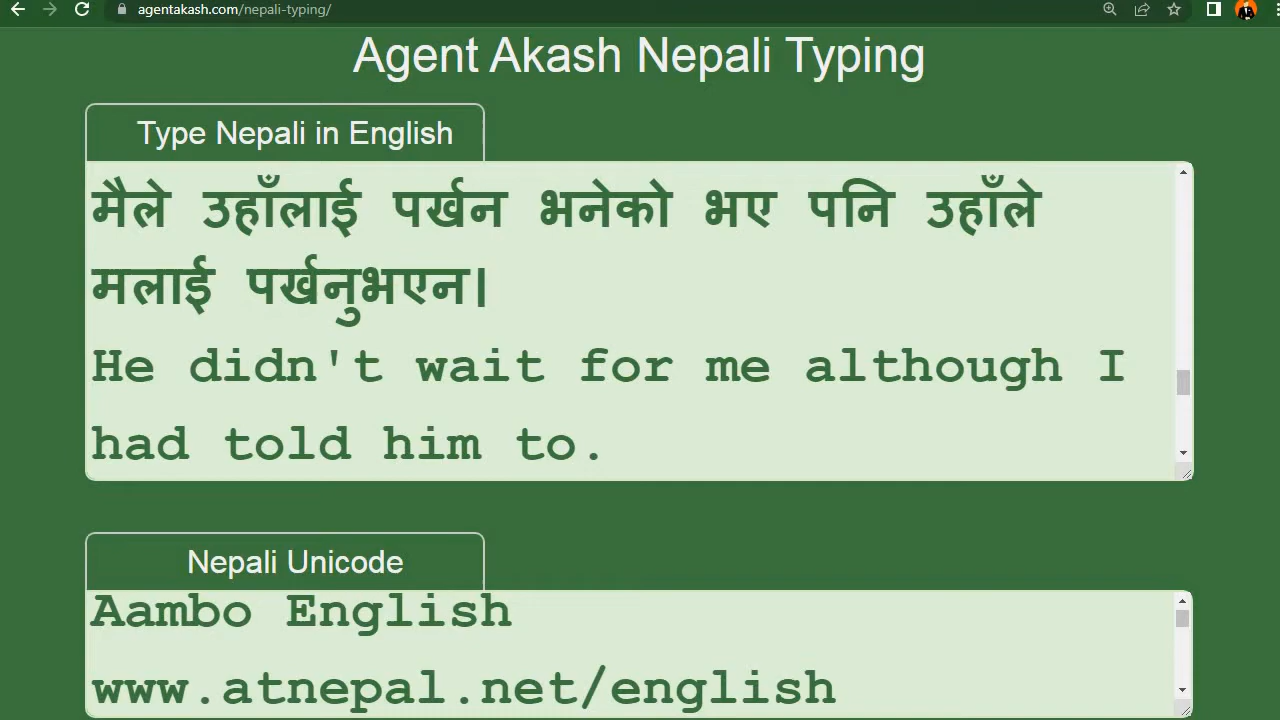 agentakash.com/nepali-typing/
Agent Akash Nepali Typing
Type Nepali in English
मैले उहाँलाई पर्खन भनेको भए पनि उहाँले
मलाई पर्खनुभएन।
He didn't wait for me although I
had told him to.
Nepali Unicode
Aambo English
www.atnepal.net/english